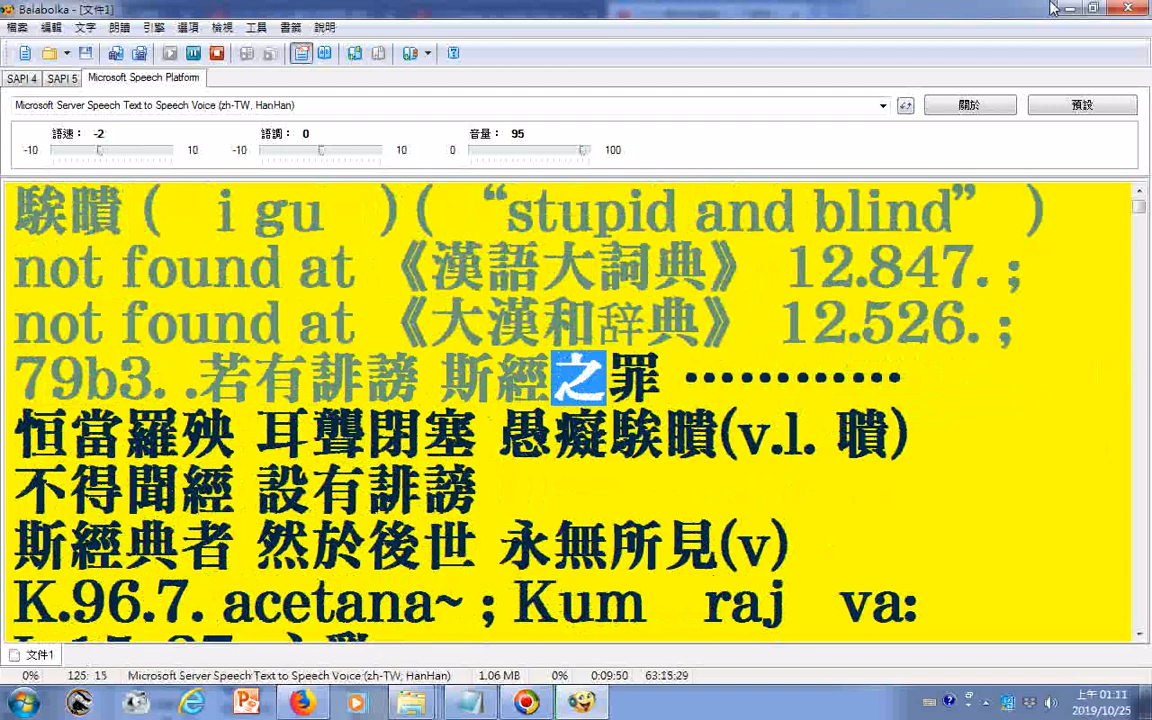 Balabolka - [文件1]
檔案 編輯 文字 朗讀 引擎 選項 檢視 工具 書籤 說明
SAPI 4 SAPI 5 Microsoft Speech Platform
Microsoft Server Speech Text to Speech Voice (zh-TW, HanHan) 關於 預設
語速： -2 語調： 0 音量： 95
-10 10 -10 10 0 100
騃瞶 ( i gu ) ( “stupid and blind” )
not found at 《漢語大詞典》 12.847. ;
not found at 《大漢和辞典》 12.526. ;
79b3. .若有誹謗 斯經之罪 ············
恒當羅殃 耳聾閉塞 愚癡騃瞶(v.l. 聵)
不得聞經 設有誹謗
斯經典者 然於後世 永無所見(v)
K.96.7. acetana~ ; Kum raj va:
文件1
0% 125: 15 Microsoft Server Speech Text to Speech Voice (zh-TW, HanHan) 1.06 MB 0% 0:09:50 63:15:29
上午 01:11
2019/10/25